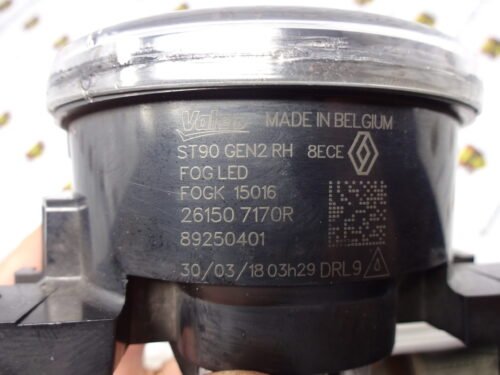 Valeo MADE IN BELGIUM
ST90 GEN2 RH 8ECE
FOG LED
FOGK 15016
26150 7170R
89250401
30/03/18 03h29 DRL9